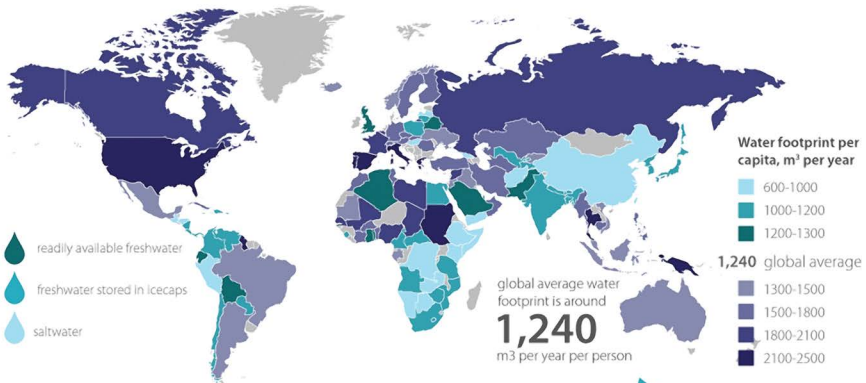 Water footprint per
capita, m³ per year
600-1000
1000-1200
1200-1300
1,240 global average
1300-1500
1500-1800
1800-2100
2100-2500
readily available freshwater
freshwater stored in icecaps
saltwater
global average water
footprint is around
1,240
m3 per year per person